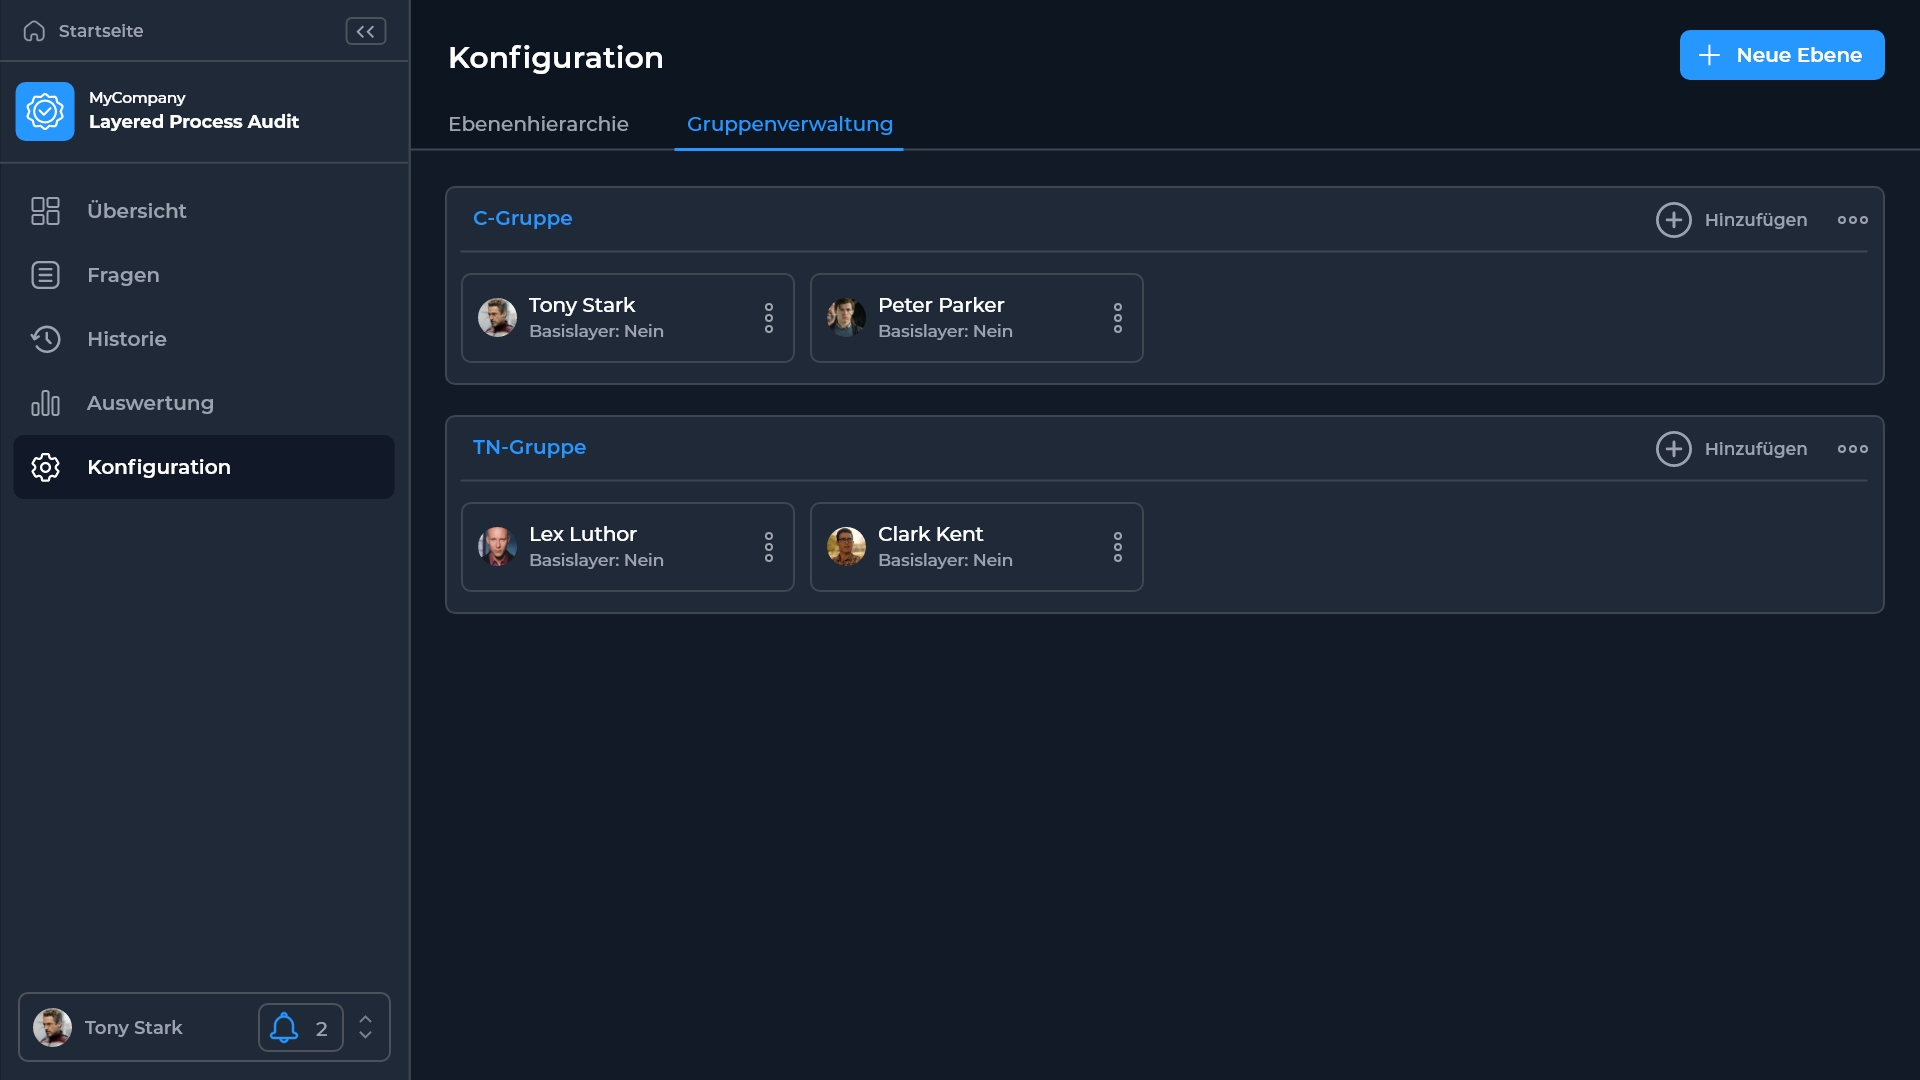 Startseite
MyCompany
Layered Process Audit
Übersicht
Fragen
Historie
Auswertung
Konfiguration
Tony Stark
2
Konfiguration
Neue Ebene
Ebenenhierarchie
Gruppenverwaltung
C-Gruppe
Hinzufügen
Tony Stark
Basislayer: Nein
Peter Parker
Basislayer: Nein
TN-Gruppe
Hinzufügen
Lex Luthor
Basislayer: Nein
Clark Kent
Basislayer: Nein